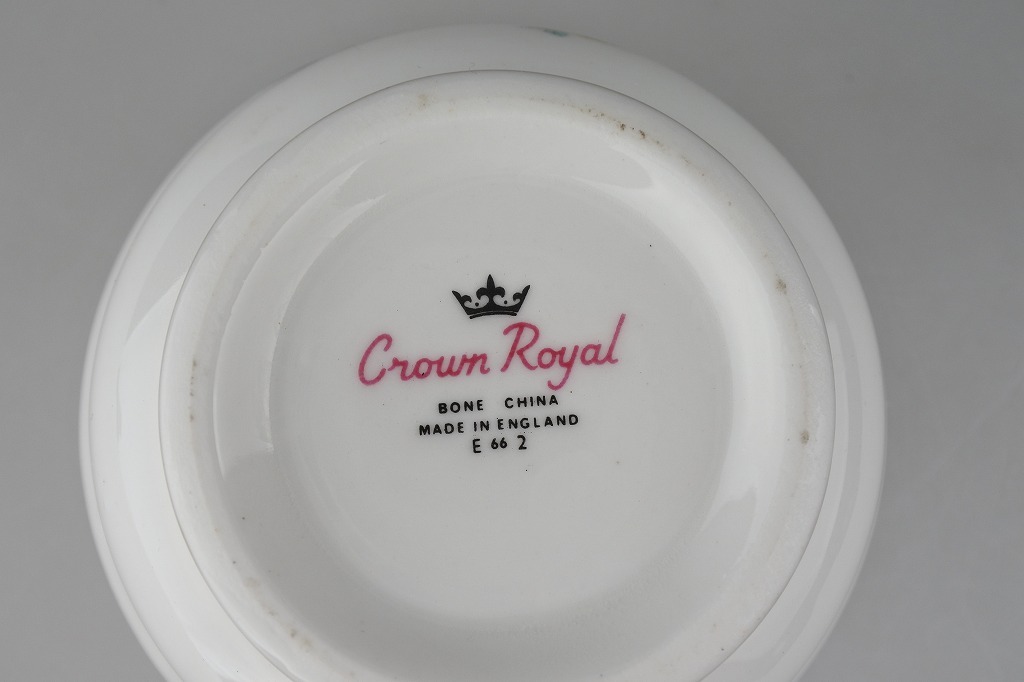 Crown Royal
BONE CHINA
MADE IN ENGLAND
E 66 2